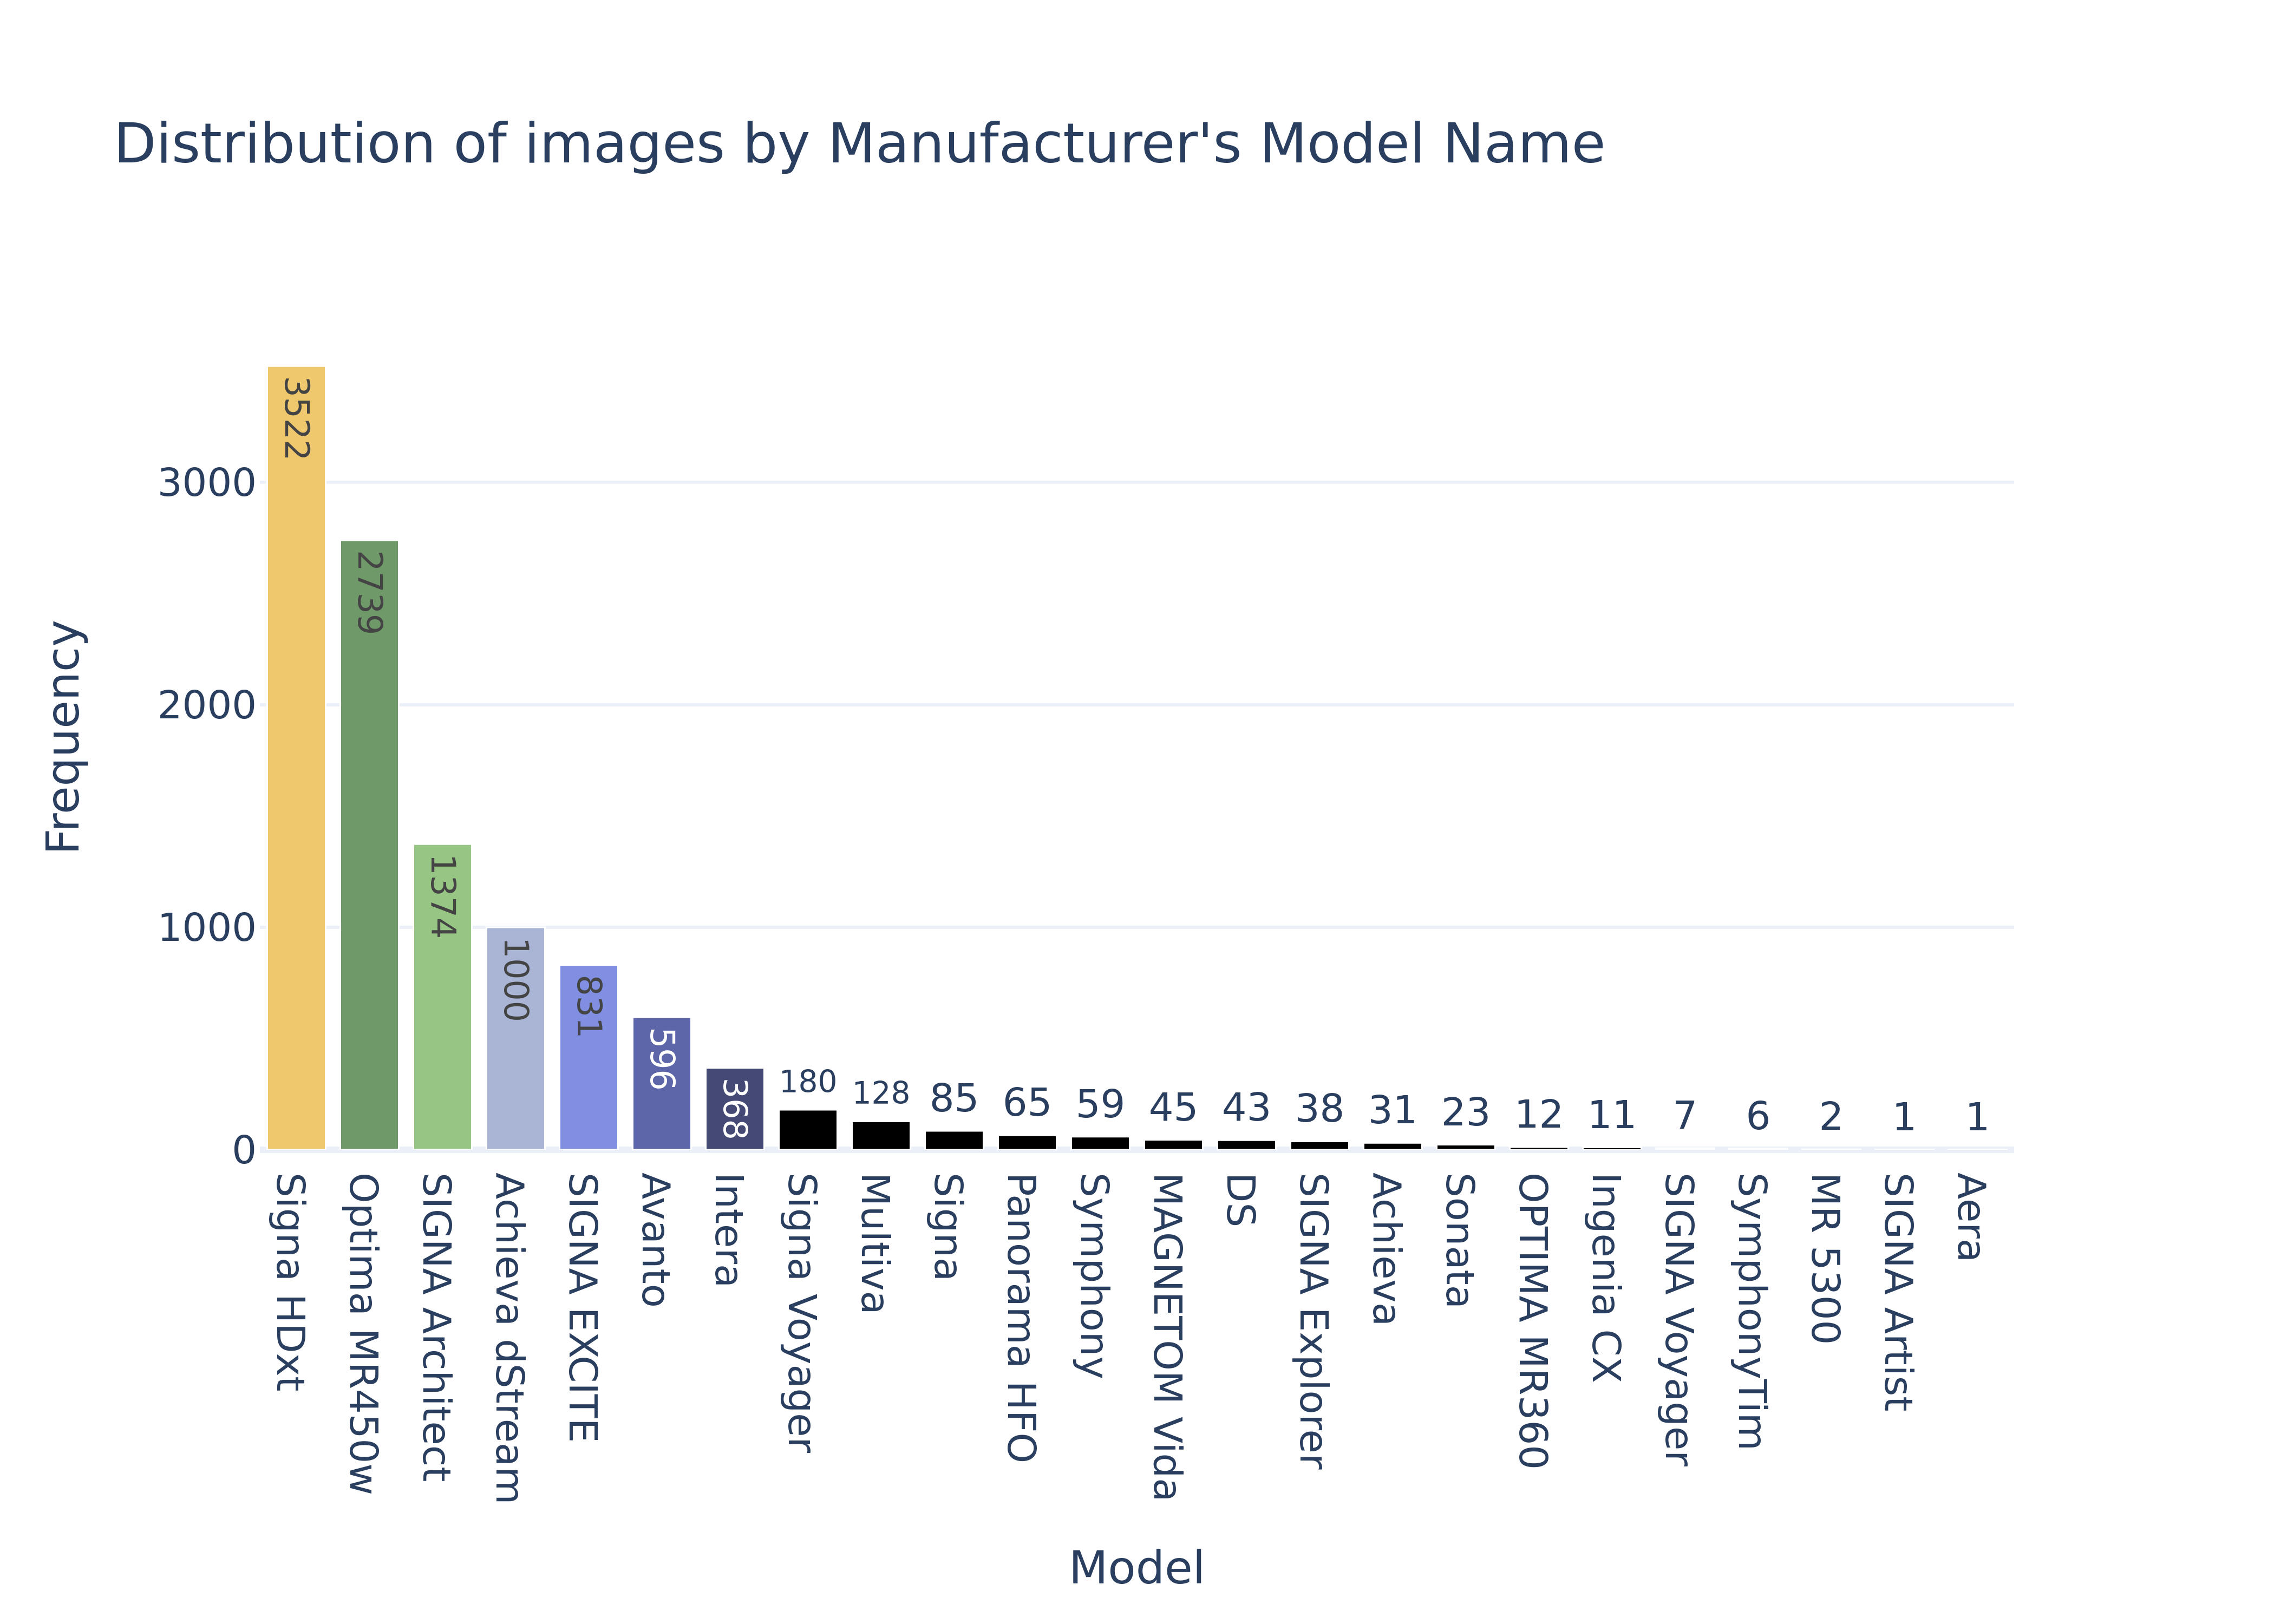 Distribution of images by Manufacturer's Model Name
Frequency
3000
2000
1000
0
3522
2739
1374
1000
831
596
368
180
128
85
65
59
45
43
38
31
23
12
11
7
6
2
1
1
Signa HDxt
Optima MR450w
SIGNA Architect
Achieva dStream
SIGNA EXCITE
Avanto
Intera
Signa Voyager
Multiva
Signa
Panorama HFO
Symphony
MAGNETOM Vida
DS
SIGNA Explorer
Achieva
Sonata
OPTIMA MR360
Ingenia CX
SIGNA Voyager
SymphonyTim
MR 5300
SIGNA Artist
Aera
Model